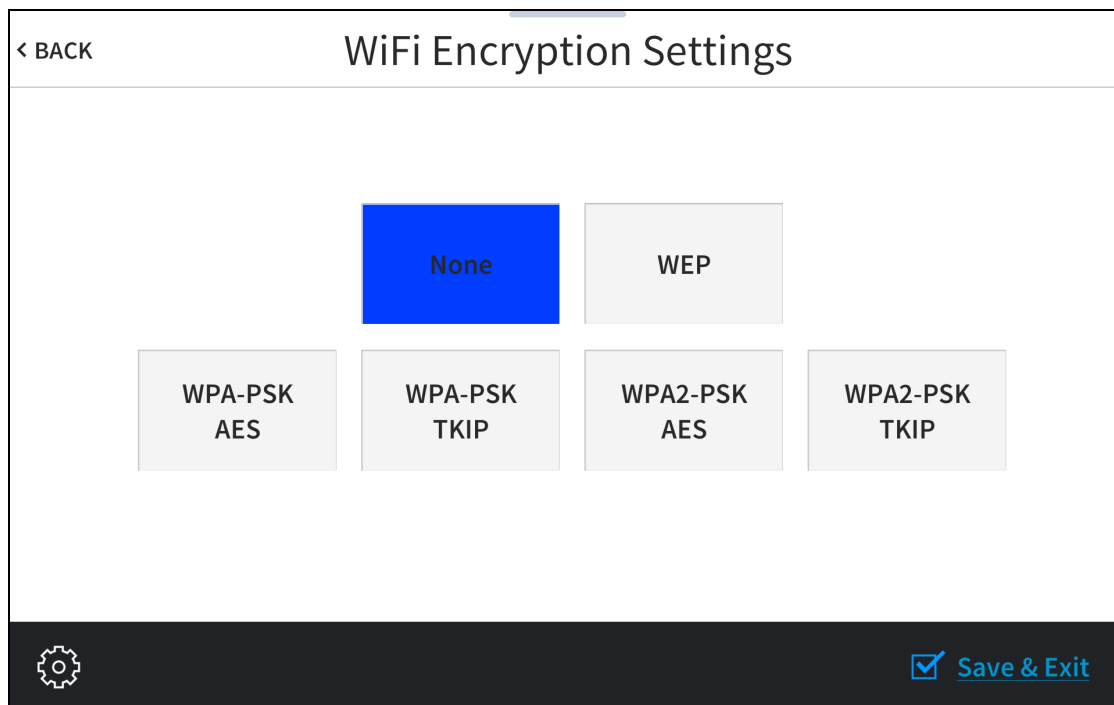 < BACK
WiFi Encryption Settings
None
WEP
WPA-PSK
AES
WPA-PSK
TKIP
WPA2-PSK
AES
WPA2-PSK
TKIP
Save & Exit